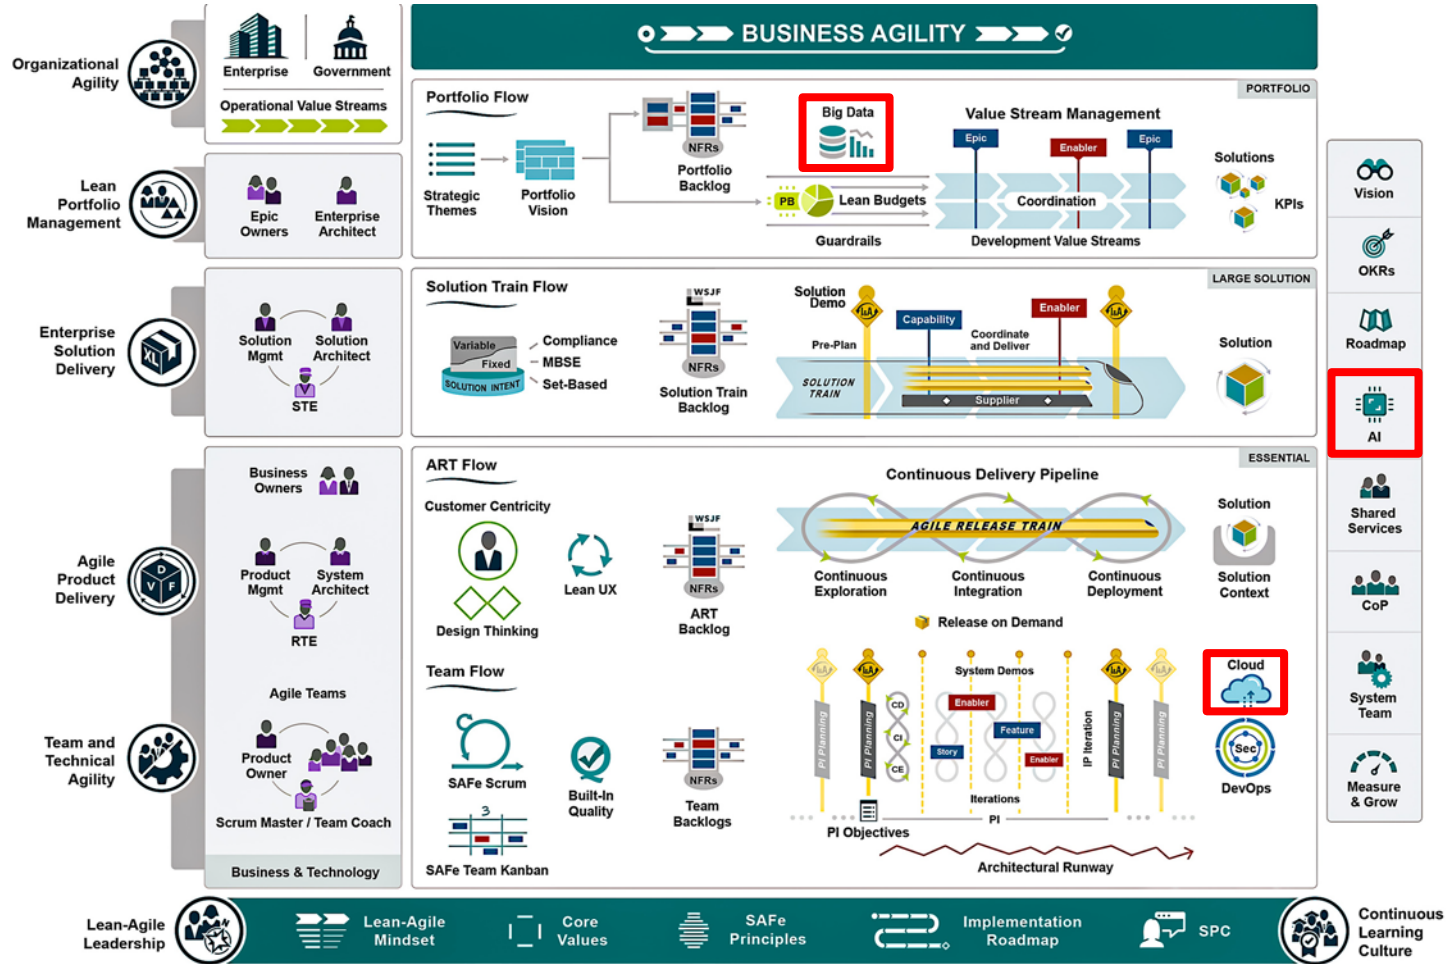 BUSINESS AGILITY
Organizational
Agility
Enterprise
Government
Operational Value Streams
Lean
Portfolio
Management
Epic
Owners
Enterprise
Architect
PORTFOLIO
Portfolio Flow
Strategic
Themes
Portfolio
Vision
NFRs
Portfolio
Backlog
Big Data
PB
Lean Budgets
Guardrails
Value Stream Management
Epic
Enabler
Epic
Coordination
Development Value Streams
Solutions
KPIs
Enterprise
Solution
Delivery
XL
Solution
Mgmt
Solution
Architect
STE
LARGE SOLUTION
Solution Train Flow
Variable
Fixed
SOLUTION INTENT
Compliance
MBSE
Set-Based
WSJF
NFRs
Solution Train
Backlog
Solution
Demo
Pre-Plan
Capability
Coordinate
and Deliver
Enabler
SOLUTION
TRAIN
Supplier
Solution
Agile
Product
Delivery
D
V F
Business
Owners
Product
Mgmt
System
Architect
RTE
ESSENTIAL
ART Flow
Customer Centricity
Lean UX
Design Thinking
WSJF
NFRs
ART
Backlog
Continuous Delivery Pipeline
AGILE RELEASE TRAIN
Continuous
Exploration
Continuous
Integration
Continuous
Deployment
Release on Demand
Solution
Solution
Context
Team and
Technical
Agility
Agile Teams
Product
Owner
Scrum Master / Team Coach
Business & Technology
Team Flow
SAFe Scrum
Built-In
Quality
3
SAFe Team Kanban
NFRs
Team
Backlogs
PI Planning
PI Planning
CD
CI
CE
System Demos
Enabler
Feature
Story
Enabler
Iterations
IP Iteration
PI Planning
PI Planning
PI
PI Objectives
Architectural Runway
Cloud
Sec
DevOps
Vision
OKRs
Roadmap
AI
Shared
Services
CoP
System
Team
Measure
& Grow
Lean-Agile
Leadership
Lean-Agile
Mindset
Core
Values
SAFe
Principles
Implementation
Roadmap
SPC
Continuous
Learning
Culture